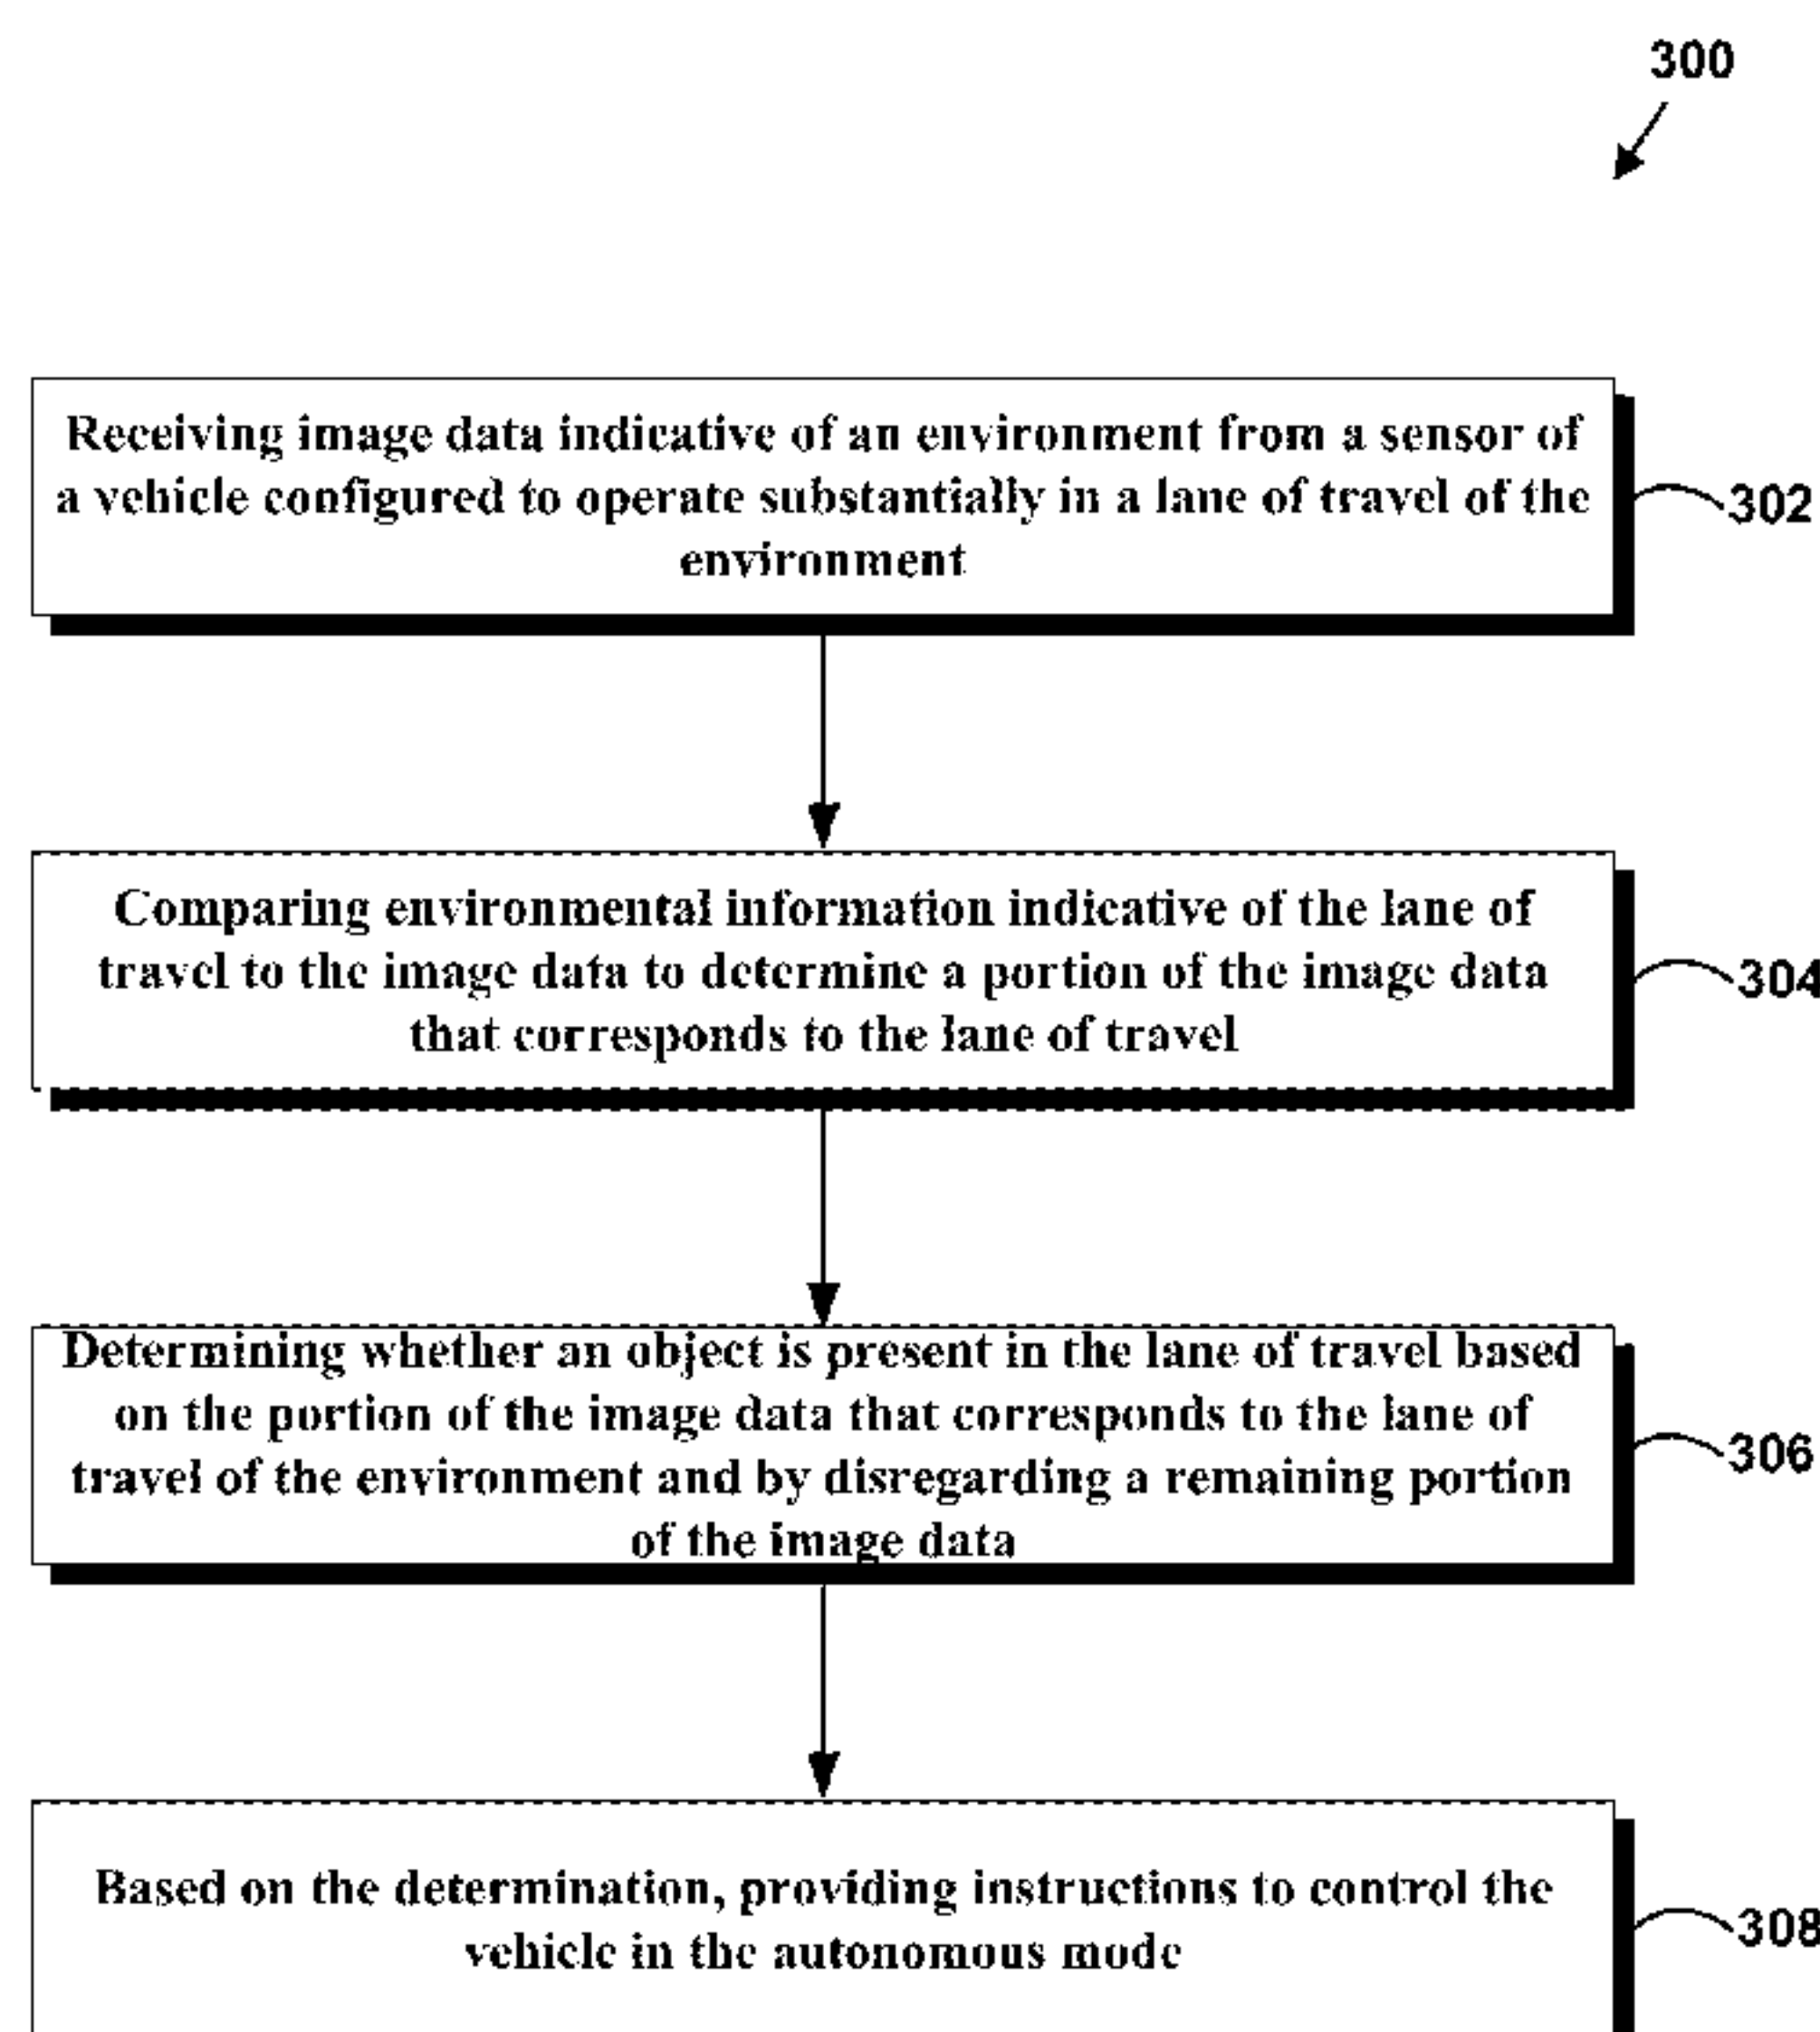 300
Receiving image data indicative of an environment from a sensor of
a vehicle configured to operate substantially in a lane of travel of the
environment
302
Comparing environmental information indicative of the lane of
travel to the image data to determine a portion of the image data
that corresponds to the lane of travel
304
Determining whether an object is present in the lane of travel based
on the portion of the image data that corresponds to the lane of
travel of the environment and by disregarding a remaining portion
of the image data
306
Based on the determination, providing instructions to control the
vehicle in the autonomous mode
308